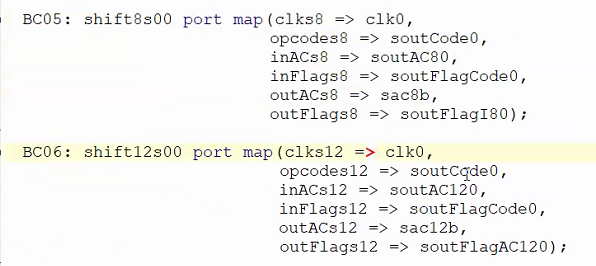 BC05: shift8s00 port map(clks8 => clk0,
opcodes8 => soutCode0,
inACs8 => soutAC80,
inFlags8 => soutFlagCode0,
outACs8 => sac8b,
outFlags8 => soutFlagI80);
BC06: shift12s00 port map(clks12 => clk0,
opcodes12 => soutCode0,
inACs12 => soutAC120,
inFlags12 => soutFlagCode0,
outACs12 => sac12b,
outFlags12 => soutFlagAC120);